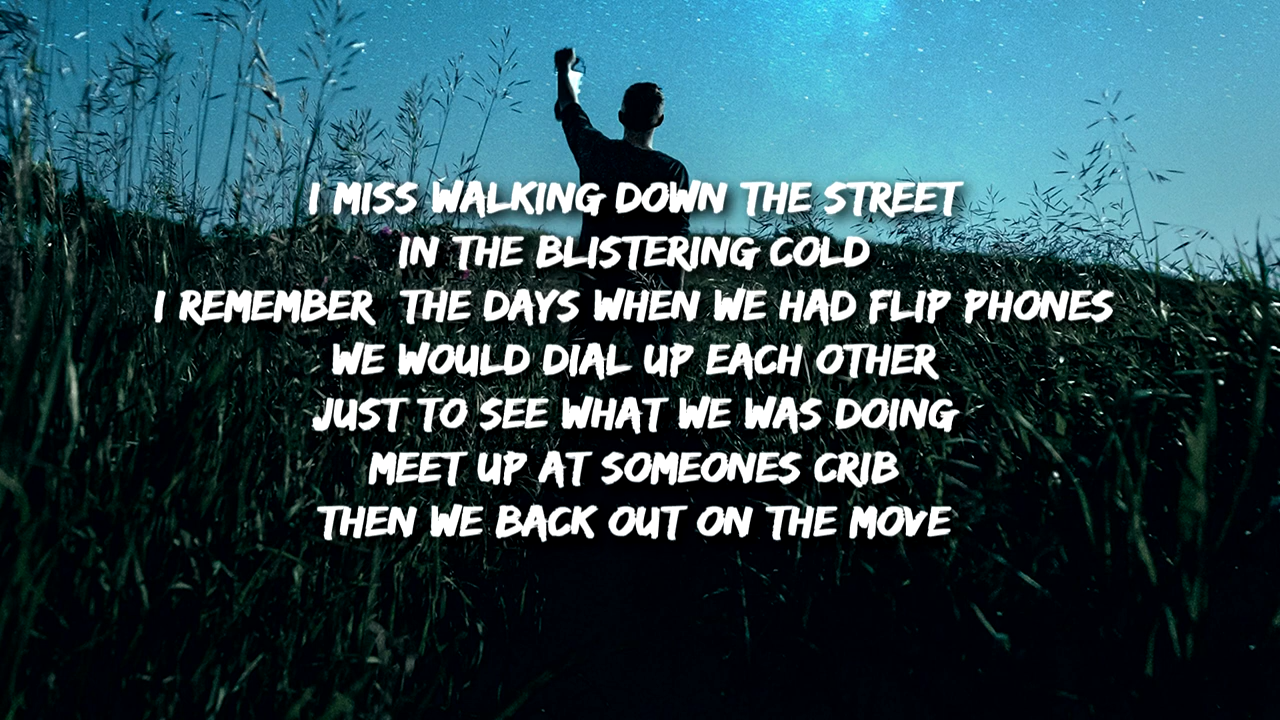 I MISS WALKING DOWN THE STREET
IN THE BLISTERING COLD
I REMEMBER THE DAYS WHEN WE HAD FLIP PHONES
WE WOULD DIAL UP EACH OTHER
JUST TO SEE WHAT WE WAS DOING
MEET UP AT SOMEONES CRIB
THEN WE BACK OUT ON THE MOVE